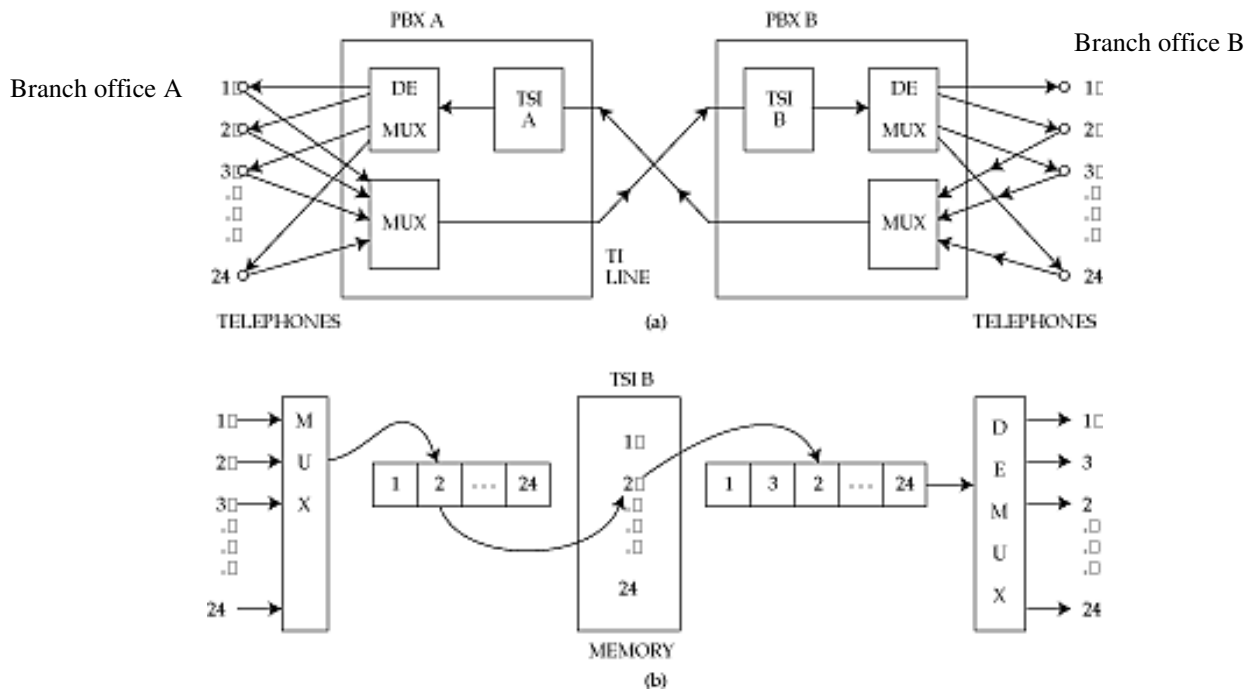 PBX A
PBX B
Branch office A
Branch office B
1
2
3
.
.
.
24
DE
MUX
TSI
A
MUX
TSI
B
DE
MUX
MUX
1
2
3
.
.
.
24
TI
LINE
TELEPHONES
(a)
TELEPHONES
TSI B
1
2
3
.
.
.
24
M
U
X
1 2 ... 24
1
2
.
.
.
24
1 3 2 ... 24
D
E
M
U
X
1
3
2
.
.
.
24
MEMORY
(b)